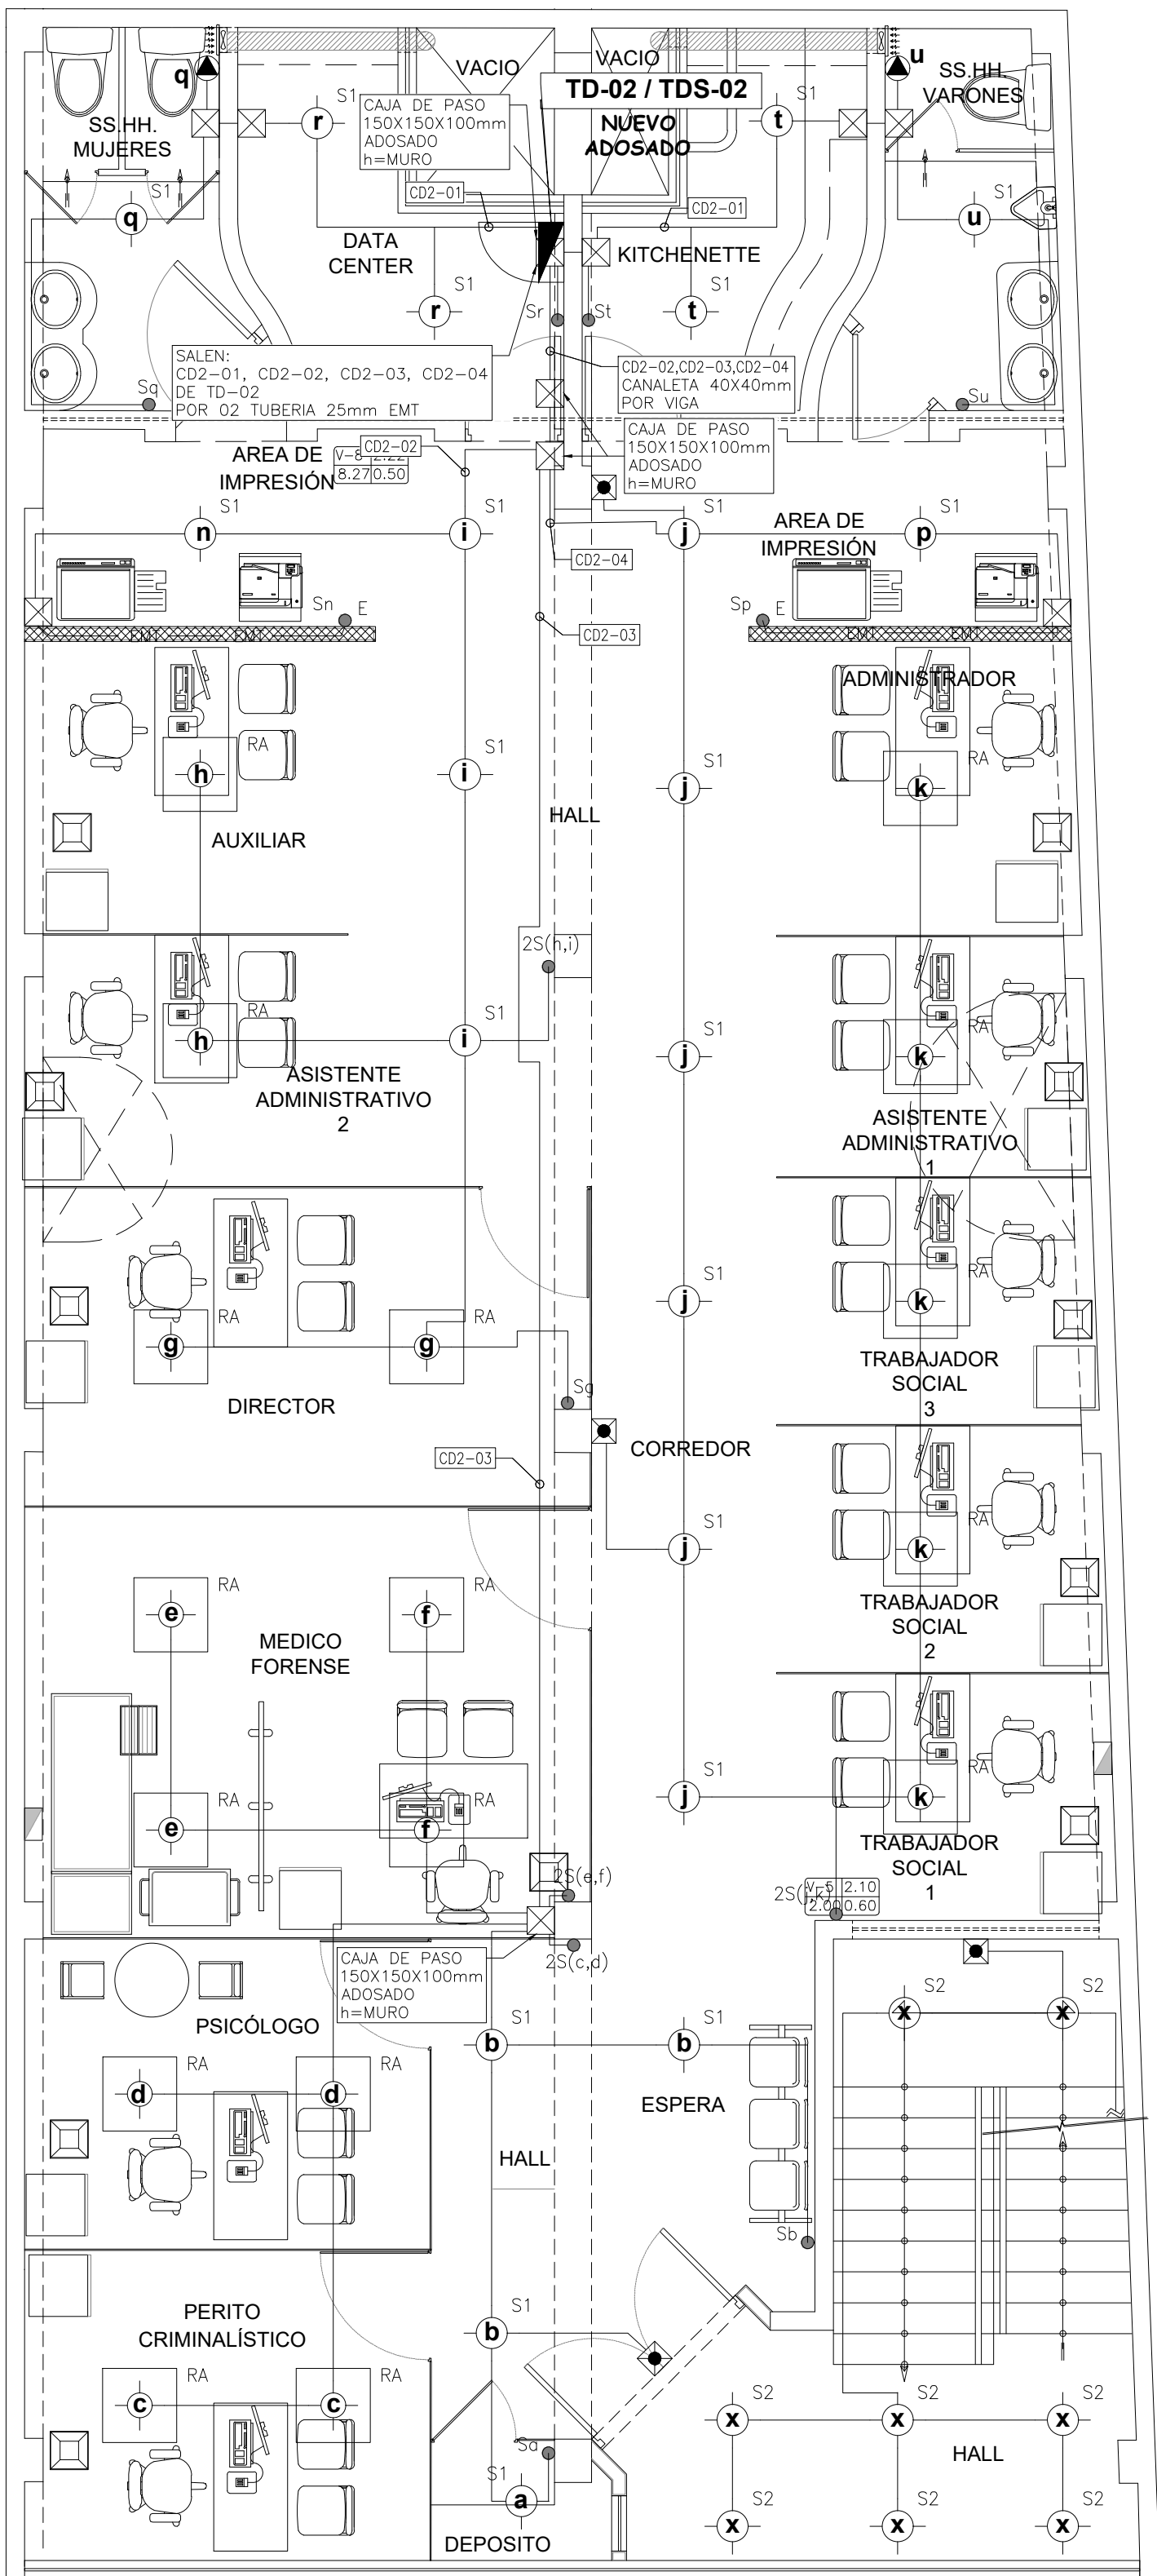 VACIO
VACIO
TD-02 / TDS-02
NUEVO
ADOSADO
q
u
SS.HH.
MUJERES
SS.HH.
VARONES
S1
r
CAJA DE PASO
150X150X100mm
ADOSADO
h=MURO
S1
t
S1
q
CD2-01
CD2-01
S1
u
DATA
CENTER
KITCHENETTE
S1
r
Sr
St
S1
t
SALEN:
CD2-01, CD2-02, CD2-03, CD2-04
DE TD-02
POR 02 TUBERIA 25mm EMT
CD2-02,CD2-03,CD2-04
CANALETA 40X40mm
POR VIGA
Sq
Su
CAJA DE PASO
150X150X100mm
ADOSADO
h=MURO
AREA DE
IMPRESIÓN
CD2-02
8.27
0.50
S1
n
S1
i
S1
j
AREA DE
IMPRESIÓN
S1
p
CD2-04
Sn
E
Sp
E
EMT
EMT
EMT
EMT
CD2-03
ADMINISTRADOR
RA
h
S1
i
S1
j
RA
k
AUXILIAR
HALL
2S(h,i)
RA
h
S1
i
S1
j
RA
k
ASISTENTE
ADMINISTRATIVO
2
ASISTENTE
ADMINISTRATIVO
1
RA
g
RA
g
S1
j
RA
k
DIRECTOR
Sg
TRABAJADOR
SOCIAL
3
CD2-03
CORREDOR
S1
j
RA
k
RA
e
RA
f
MEDICO
FORENSE
TRABAJADOR
SOCIAL
2
RA
e
RA
f
S1
j
RA
k
TRABAJADOR
SOCIAL
1
2S(e,f)
2S(j,k)
V-5
2.10
0.60
2S(c,d)
CAJA DE PASO
150X150X100mm
ADOSADO
h=MURO
PSICÓLOGO
S1
b
S1
b
S2
x
S2
x
RA
d
RA
d
ESPERA
HALL
Sb
PERITO
CRIMINALÍSTICO
S1
b
RA
c
RA
c
S2
x
S2
x
S2
x
HALL
Sa
S1
a
DEPOSITO
S2
x
S2
x
S2
x